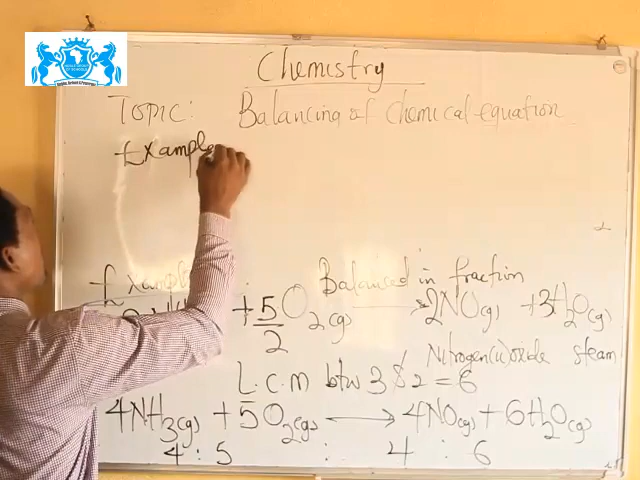 Chemistry
Topic: Balancing of chemical equation
Example
Example
Balanced in fraction
+ 5/2 O2(g) → 2NO(g) + 3H2O(g)
Nitrogen(ii)oxide steam
L.C.M btw 3 & 2 = 6
4NH3(g) + 5O2(g) → 4NO(g) + 6H2O(g)
4 : 5 : 4 : 6